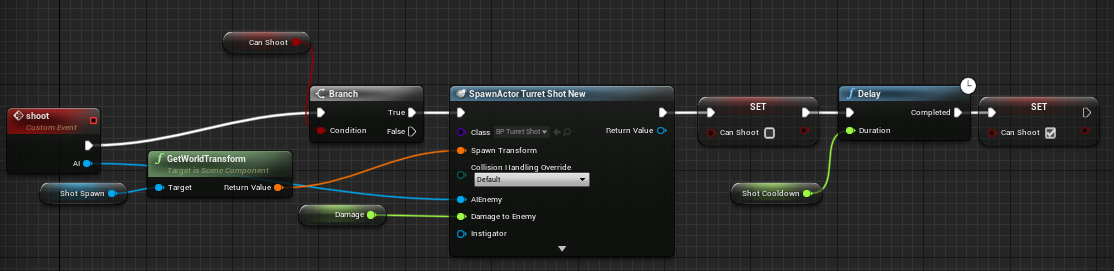 Can Shoot
shoot
Custom Event
AI
Shot Spawn
GetWorldTransform
Target is Scene Component
Target
Return Value
Damage
Branch
True
Condition
False
SpawnActor Turret Shot New
Class
BP Turret Shot
Return Value
Spawn Transform
Collision Handling Override
Default
AIEnemy
Damage to Enemy
Instigator
SET
Can Shoot
Shot Cooldown
Delay
Completed
Duration
SET
Can Shoot